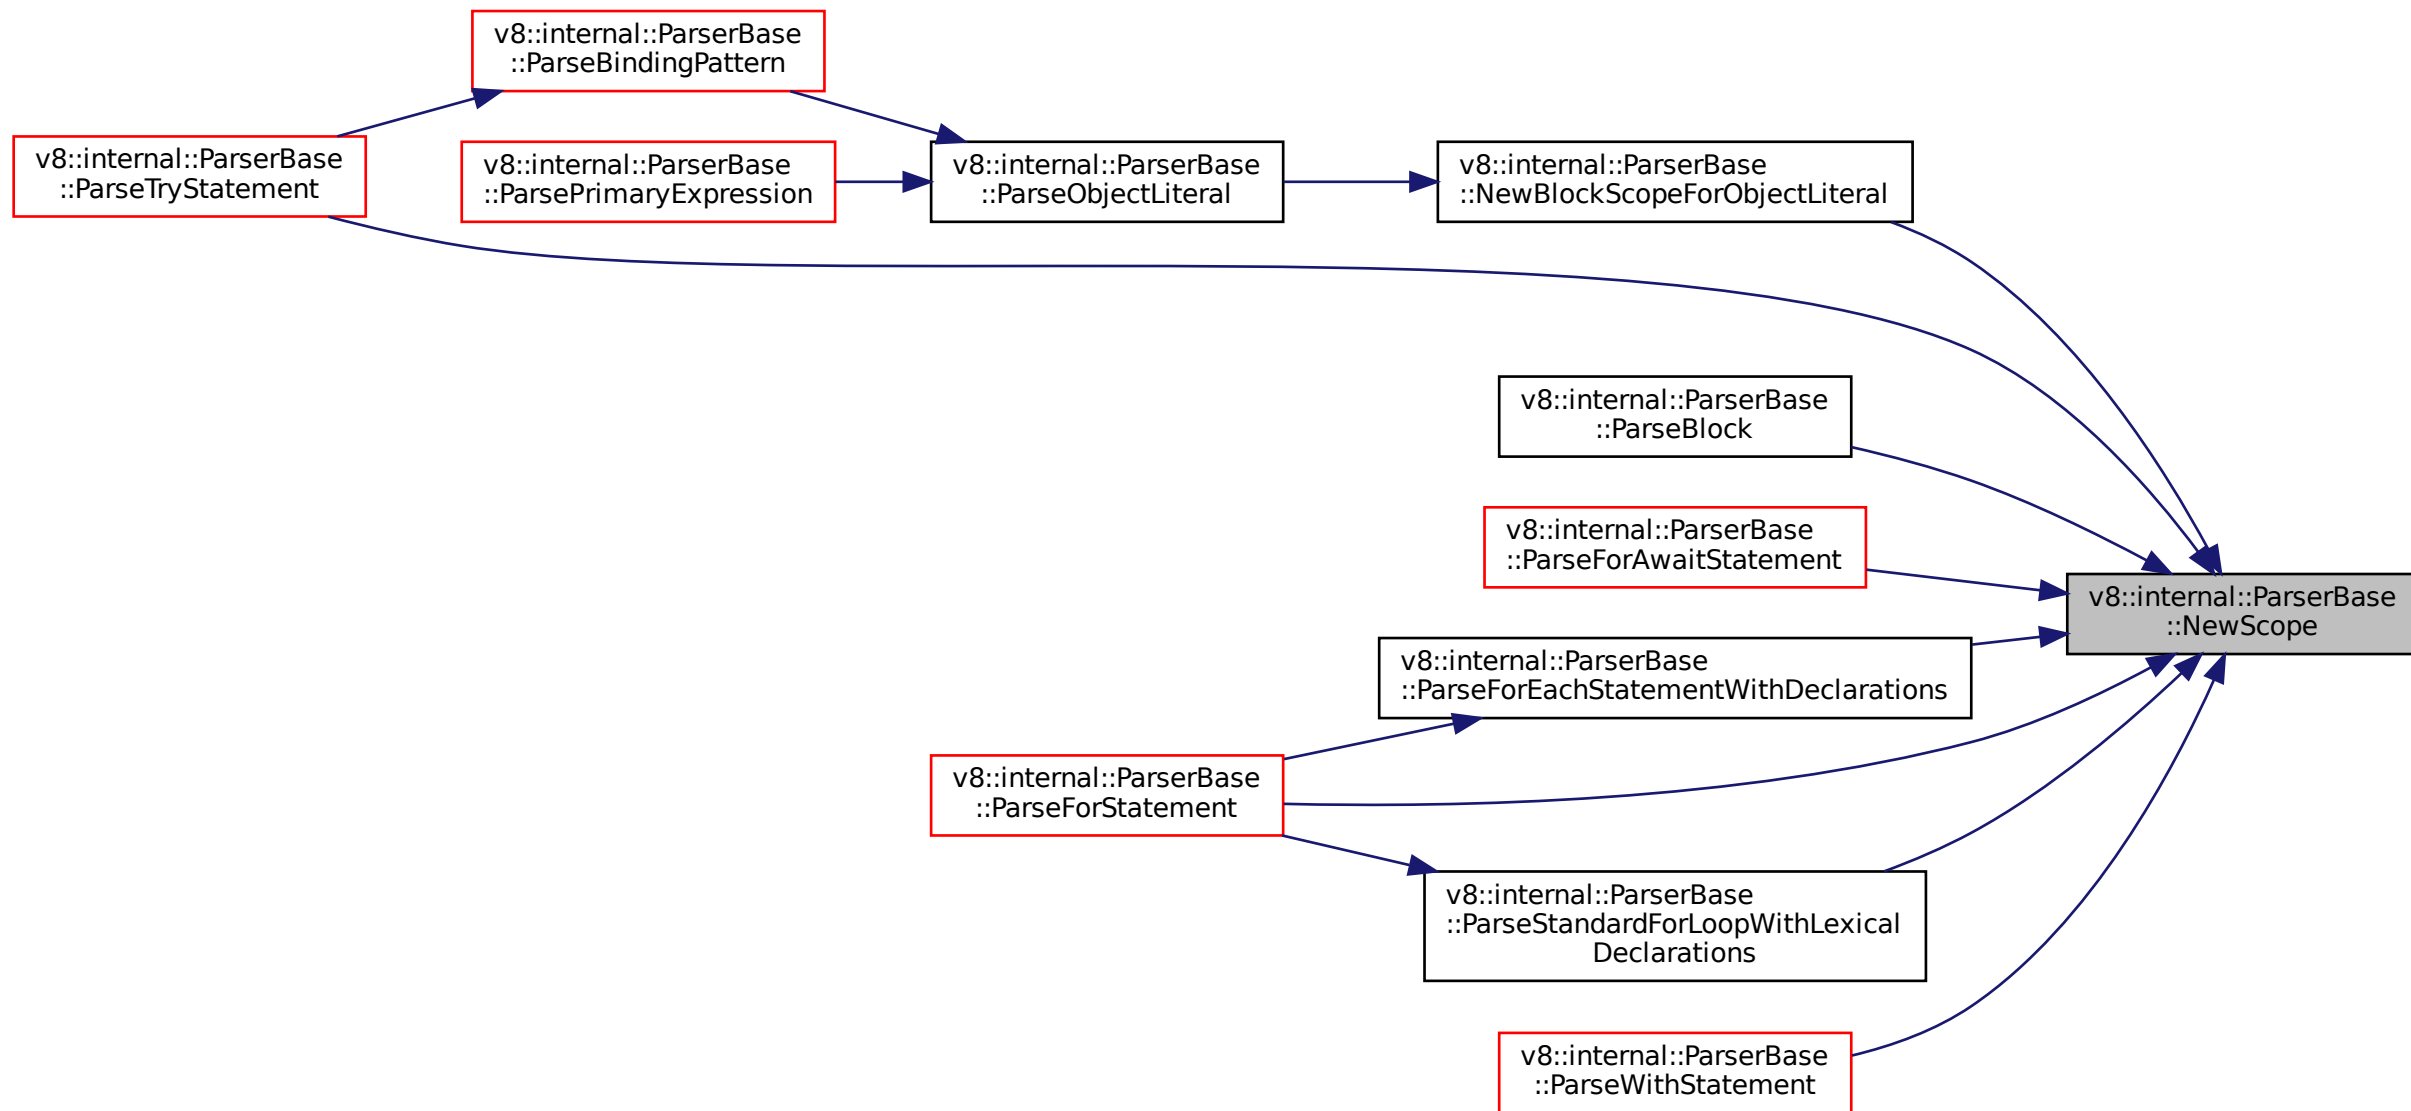 v8::internal::ParserBase
::ParseBindingPattern
v8::internal::ParserBase
::ParseTryStatement
v8::internal::ParserBase
::ParsePrimaryExpression
v8::internal::ParserBase
::ParseObjectLiteral
v8::internal::ParserBase
::NewBlockScopeForObjectLiteral
v8::internal::ParserBase
::ParseBlock
v8::internal::ParserBase
::ParseForAwaitStatement
v8::internal::ParserBase
::NewScope
v8::internal::ParserBase
::ParseForEachStatementWithDeclarations
v8::internal::ParserBase
::ParseForStatement
v8::internal::ParserBase
::ParseStandardForLoopWithLexical
Declarations
v8::internal::ParserBase
::ParseWithStatement